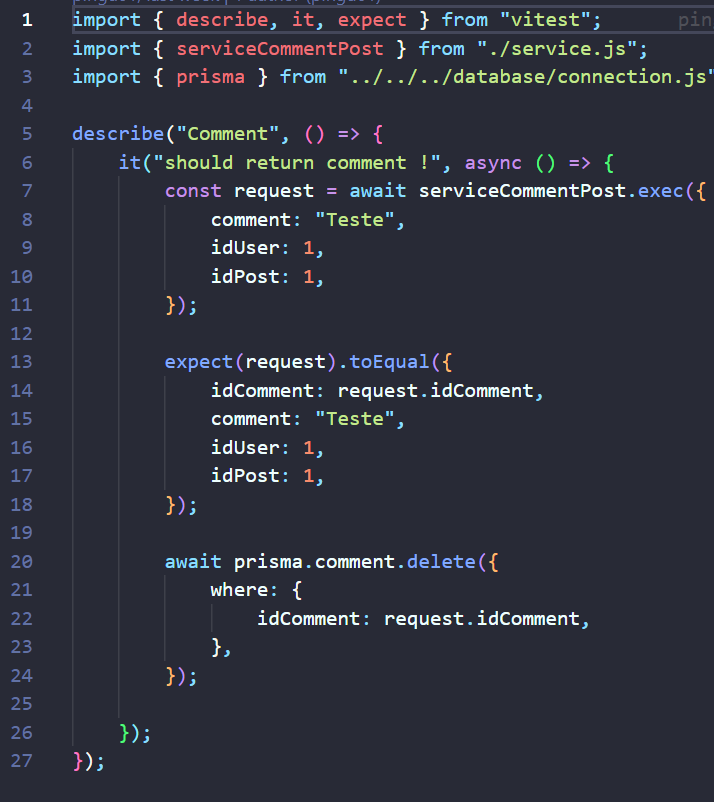 1 import { describe, it, expect } from "vitest"; pin
2 import { serviceCommentPost } from "./service.js";
3 import { prisma } from "../../../database/connection.js"
4
5 describe("Comment", () => {
6 it("should return comment !", async () => {
7 const request = await serviceCommentPost.exec({
8 comment: "Teste",
9 idUser: 1,
10 idPost: 1,
11 });
12
13 expect(request).toEqual({
14 idComment: request.idComment,
15 comment: "Teste",
16 idUser: 1,
17 idPost: 1,
18 });
19
20 await prisma.comment.delete({
21 where: {
22 idComment: request.idComment,
23 },
24 });
25
26 });
27 });